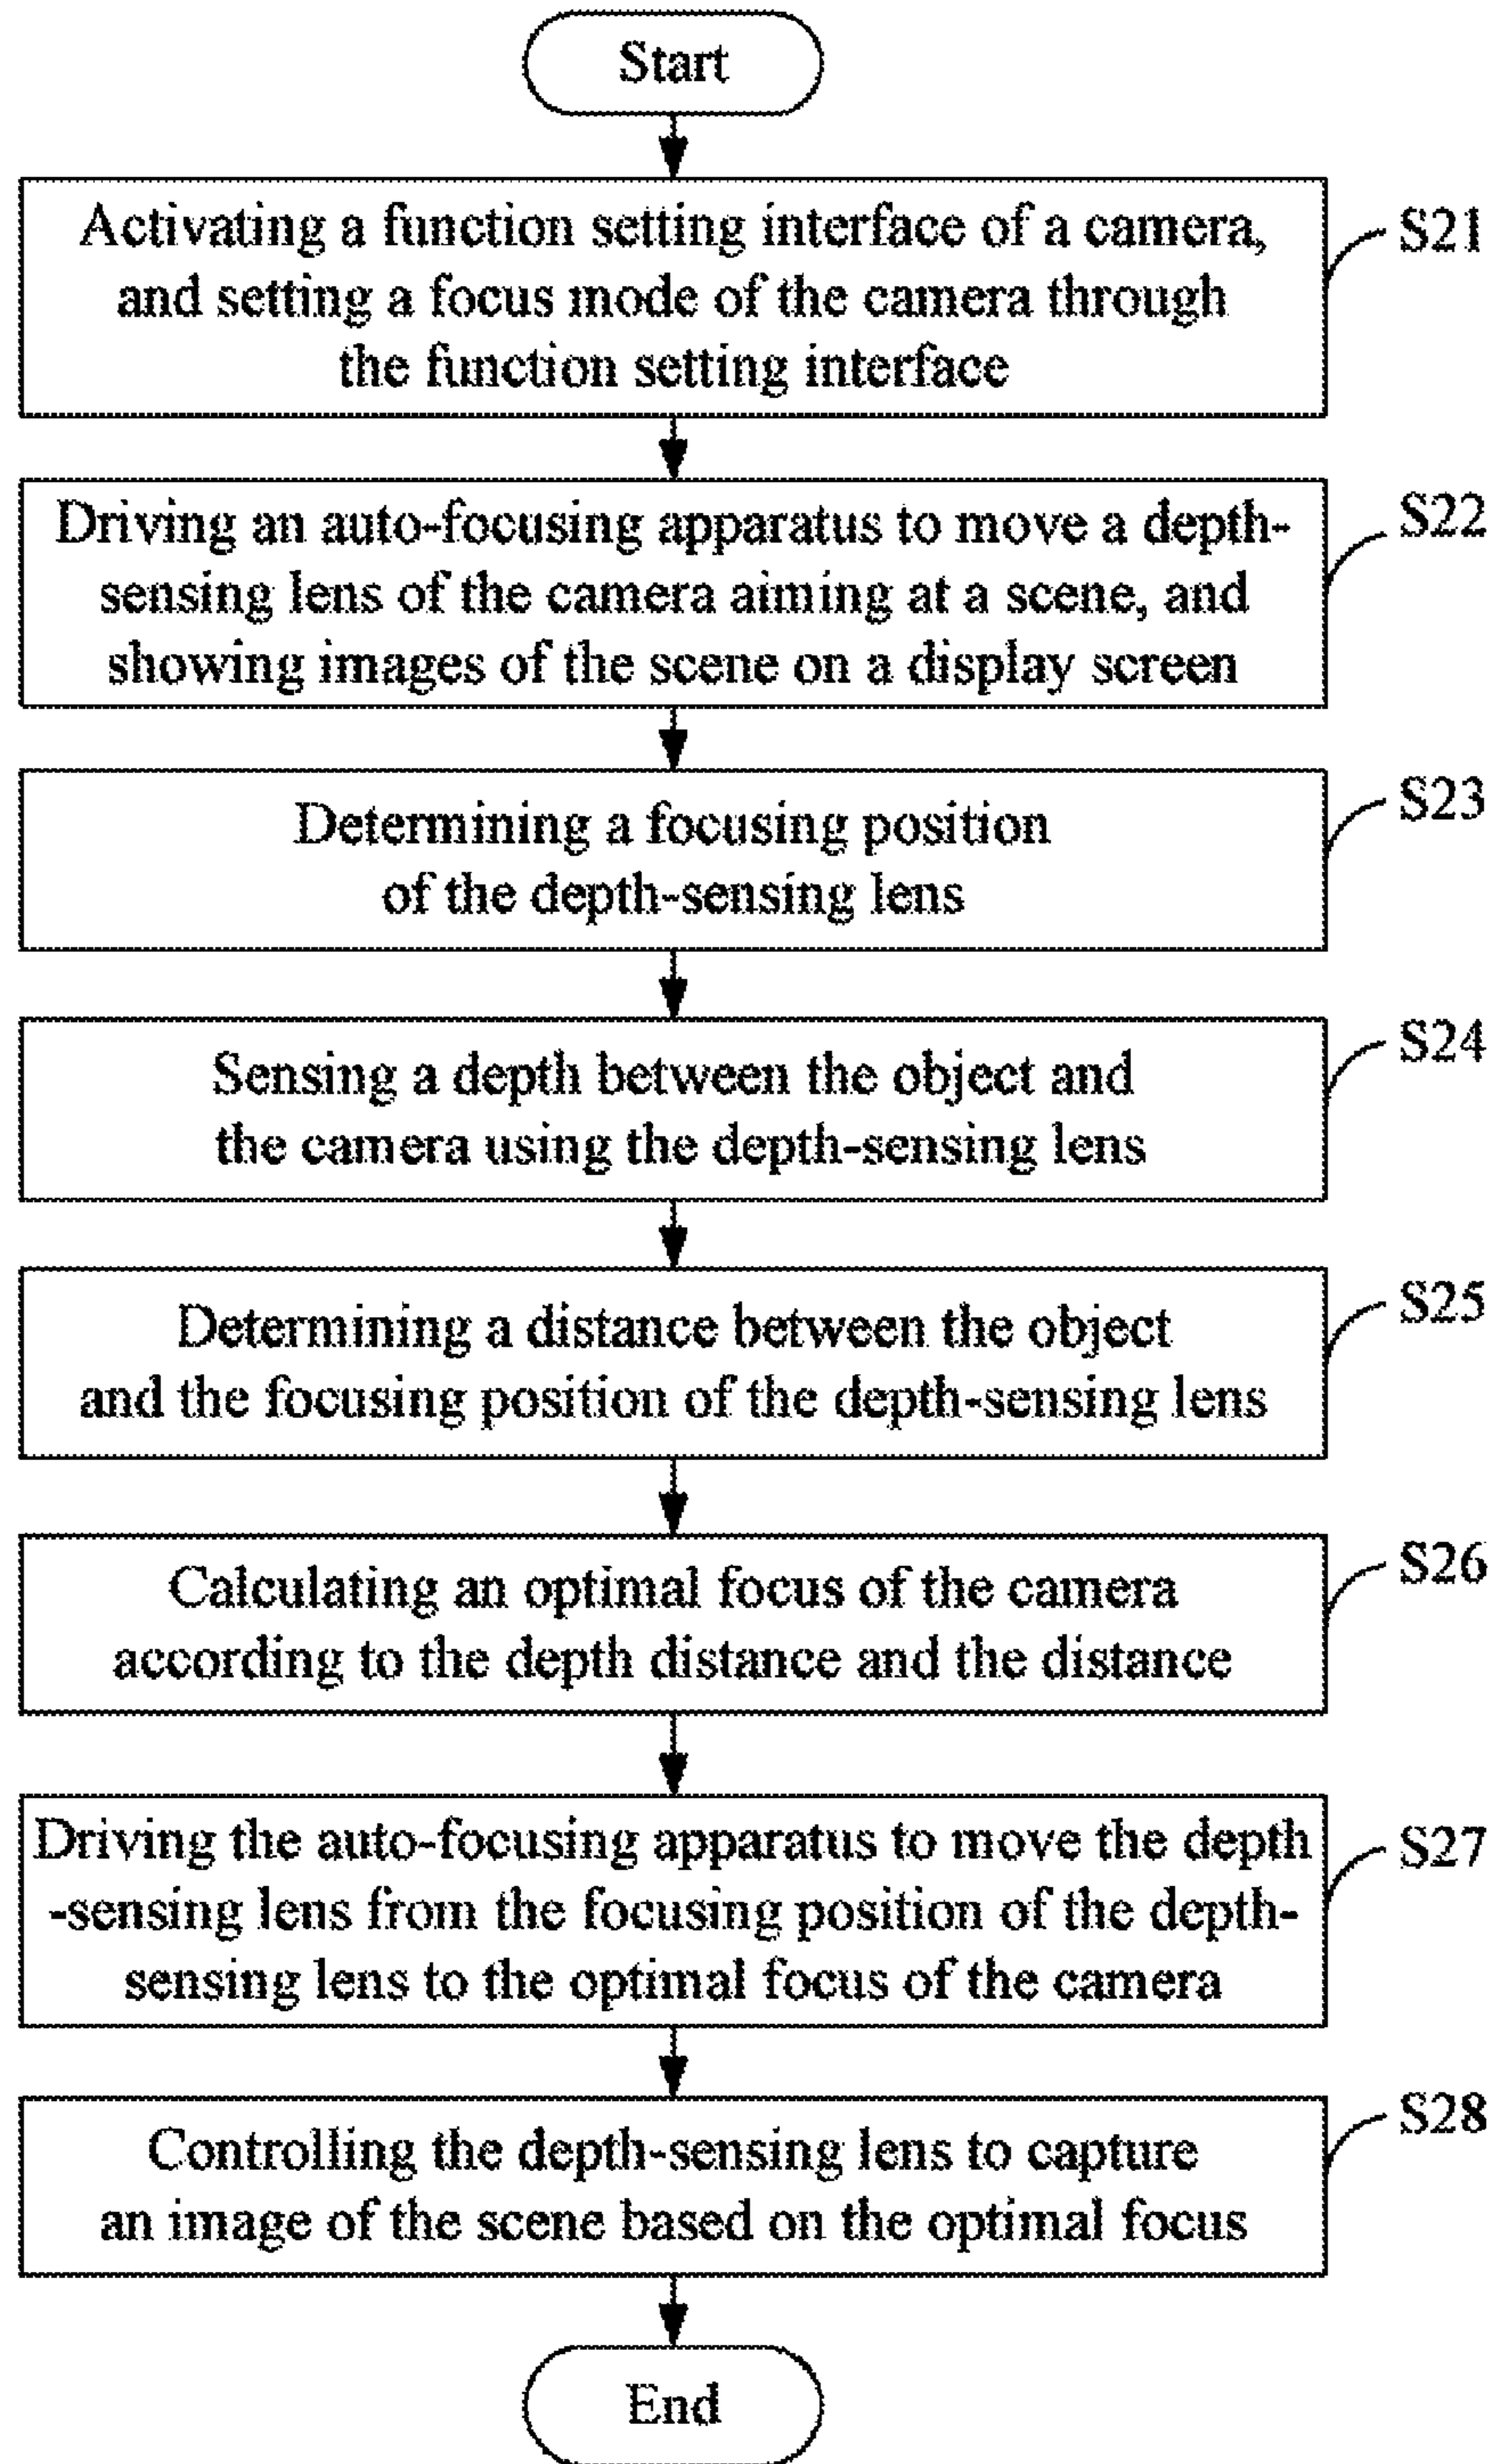 Start
Activating a function setting interface of a camera,
and setting a focus mode of the camera through
the function setting interface
S21
Driving an auto-focusing apparatus to move a depth-
sensing lens of the camera aiming at a scene, and
showing images of the scene on a display screen
S22
Determining a focusing position
of the depth-sensing lens
S23
Sensing a depth between the object and
the camera using the depth-sensing lens
S24
Determining a distance between the object
and the focusing position of the depth-sensing lens
S25
Calculating an optimal focus of the camera
according to the depth distance and the distance
S26
Driving the auto-focusing apparatus to move the depth
-sensing lens from the focusing position of the depth-
sensing lens to the optimal focus of the camera
S27
Controlling the depth-sensing lens to capture
an image of the scene based on the optimal focus
S28
End